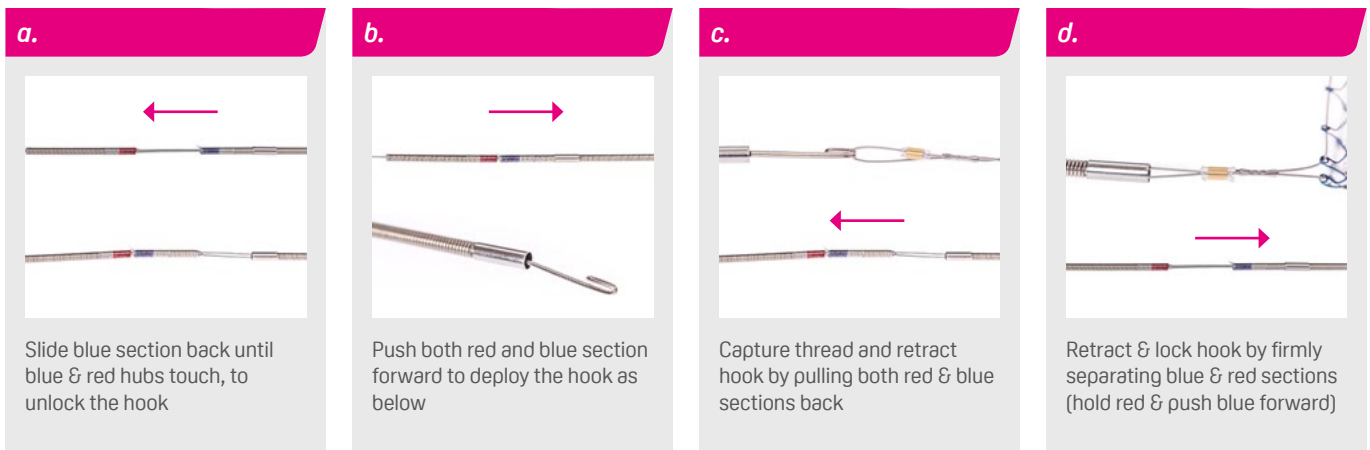 a.
Slide blue section back until
blue & red hubs touch, to
unlock the hook
b.
Push both red and blue section
forward to deploy the hook as
below
c.
Capture thread and retract
hook by pulling both red & blue
sections back
d.
Retract & lock hook by firmly
separating blue & red sections
(hold red & push blue forward)